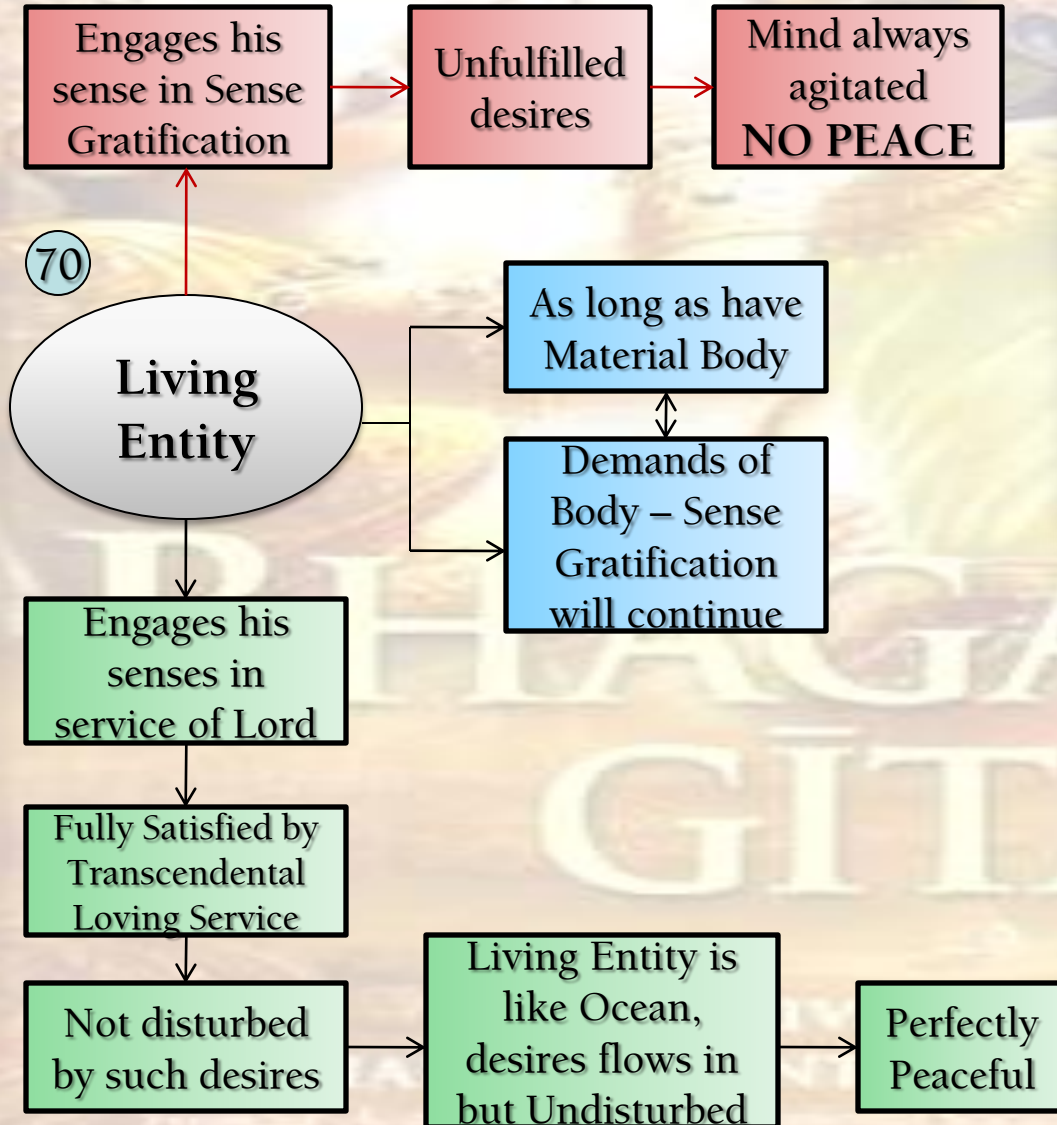 Engages his
sense in Sense
Gratification
Unfulfilled
desires
Mind always
agitated
NO PEACE
70
Living
Entity
As long as have
Material Body
Demands of
Body – Sense
Gratification
will continue
Engages his
senses in
service of Lord
Fully Satisfied by
Transcendental
Loving Service
Not disturbed
by such desires
Living Entity is
like Ocean,
desires flows in
but Undisturbed
Perfectly
Peaceful